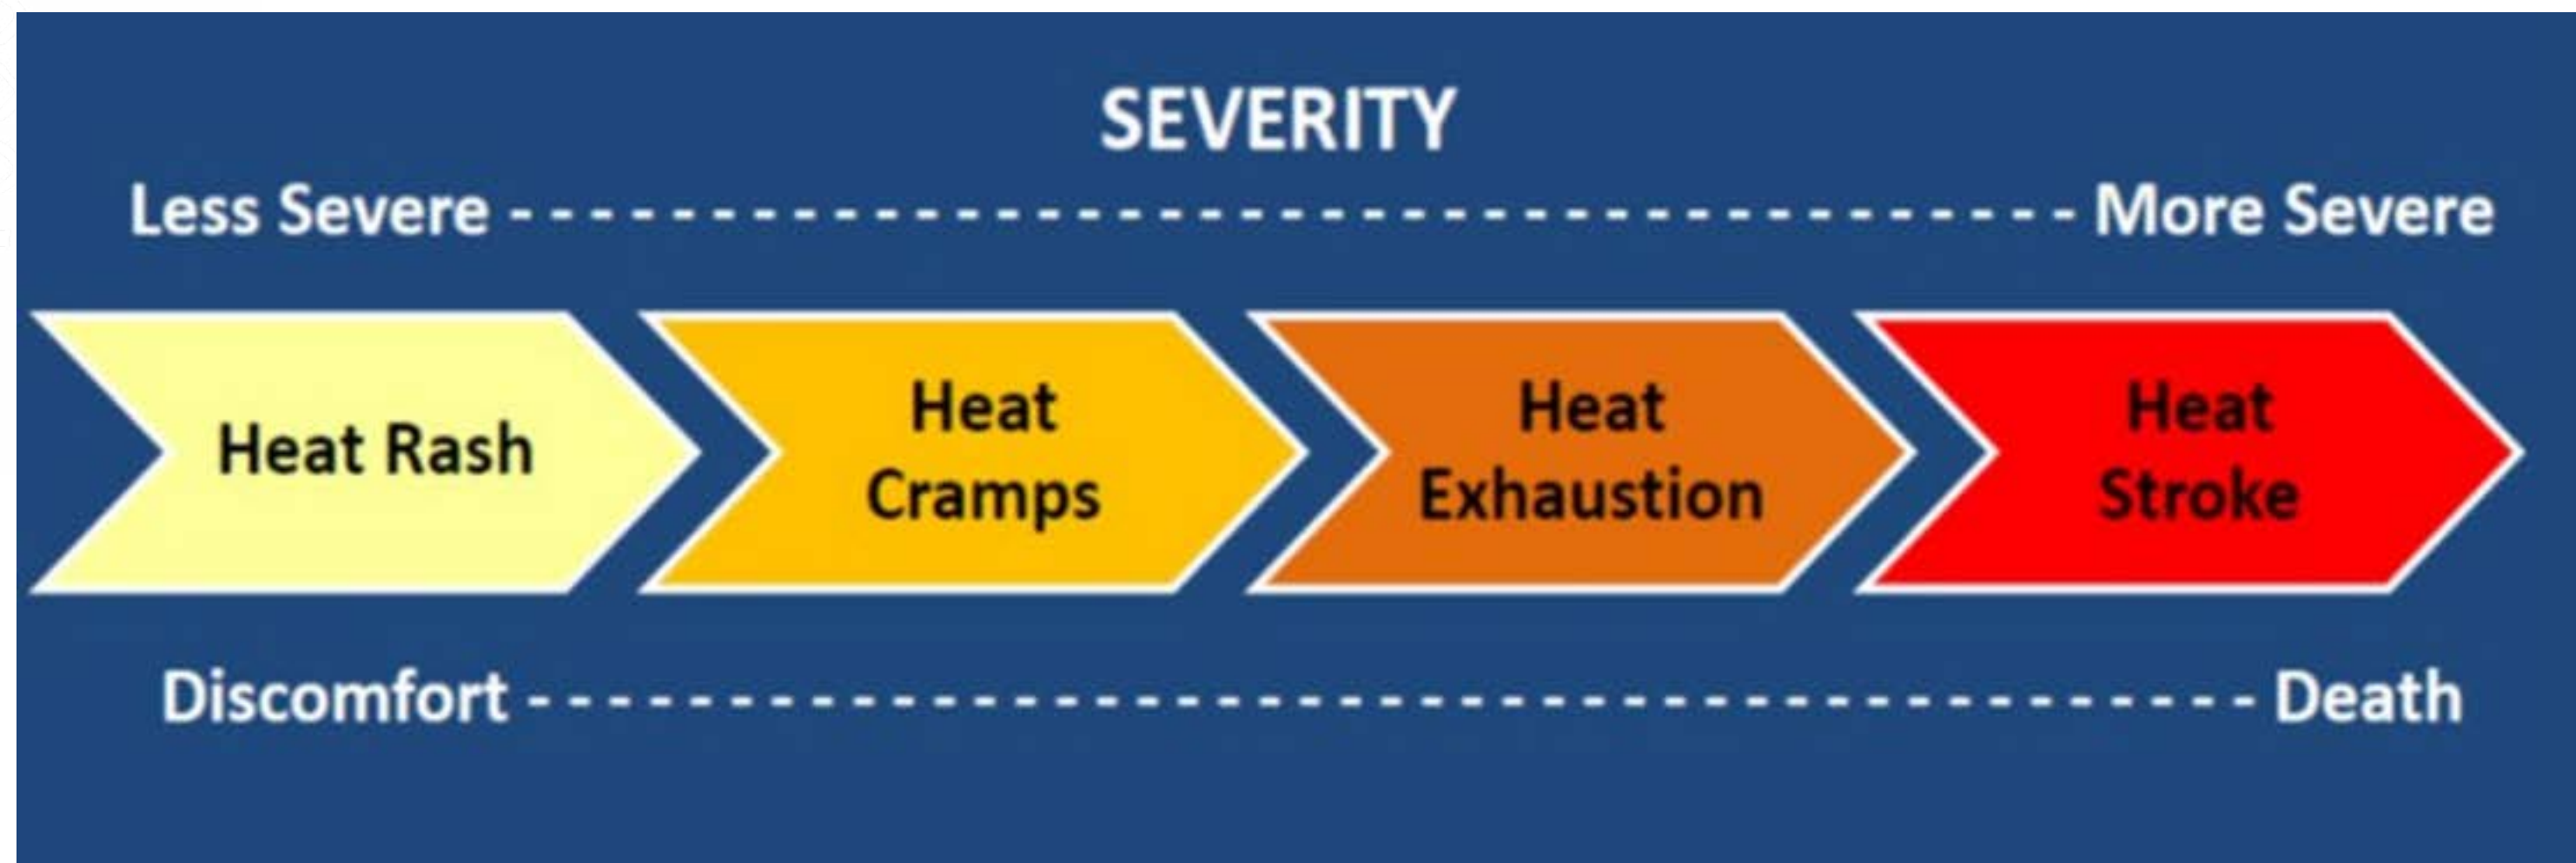 SEVERITY
Less Severe - - - - - - - - - - - - - - - - - - - - - - - - - - - - - - - - - - - - - - - More Severe
Heat Rash
Heat
Cramps
Heat
Exhaustion
Heat
Stroke
Discomfort - - - - - - - - - - - - - - - - - - - - - - - - - - - - - - - - - - - - - - - - - - - Death